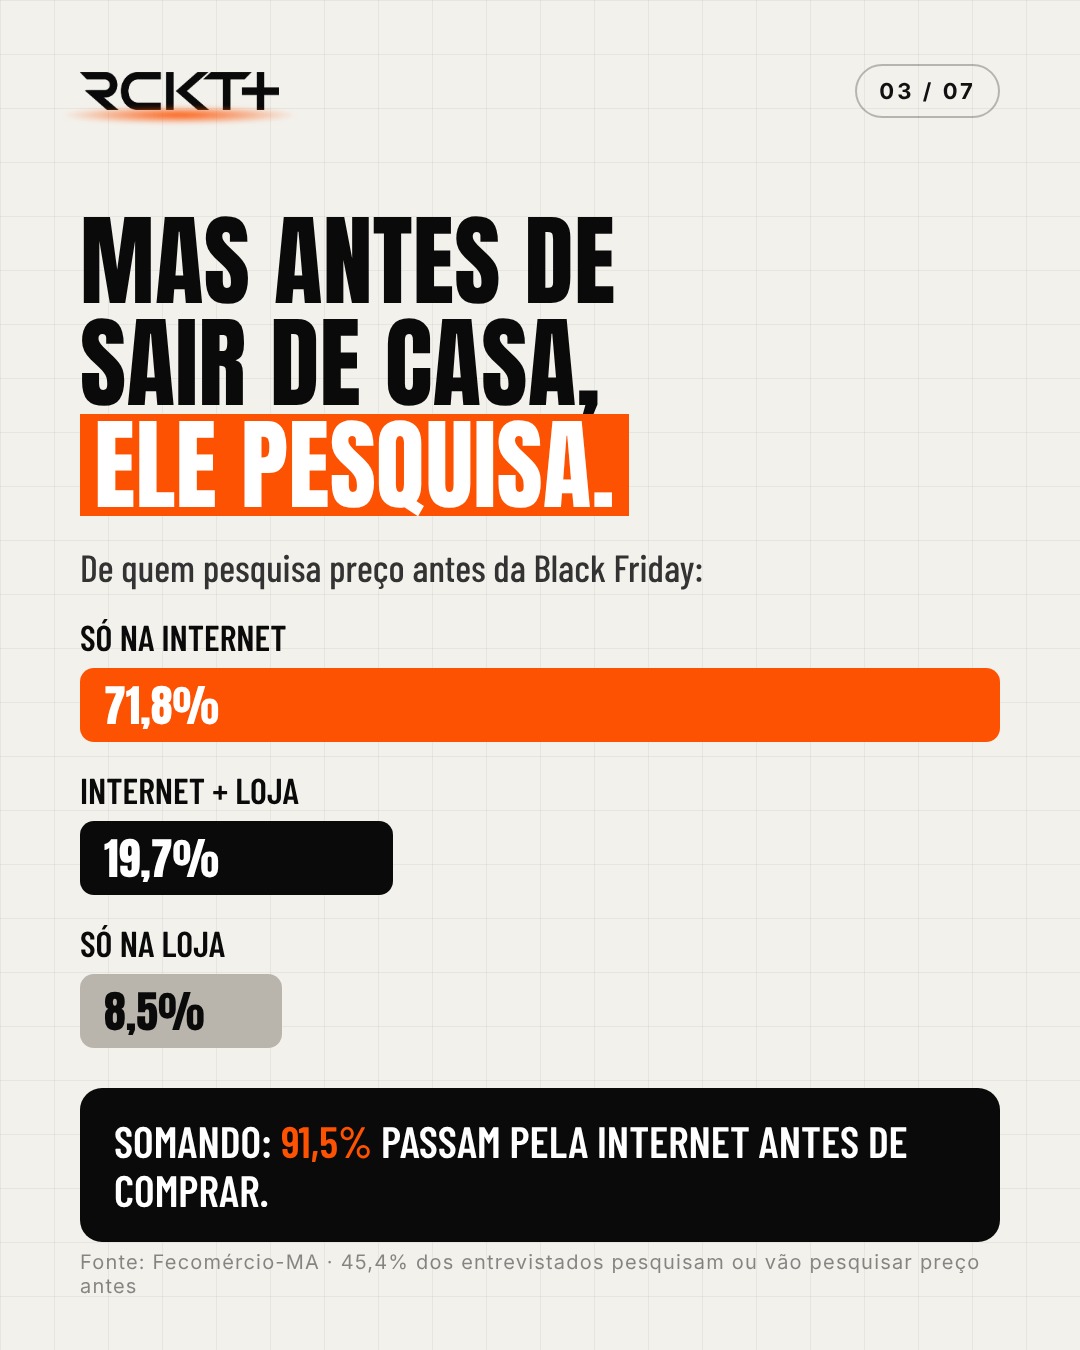 RCKT+
03 / 07
MAS ANTES DE
SAIR DE CASA,
ELE PESQUISA.
De quem pesquisa preço antes da Black Friday:
SÓ NA INTERNET
71,8%
INTERNET + LOJA
19,7%
SÓ NA LOJA
8,5%
SOMANDO: 91,5% PASSAM PELA INTERNET ANTES DE
COMPRAR.
Fonte: Fecomércio-MA · 45,4% dos entrevistados pesquisam ou vão pesquisar preço
antes